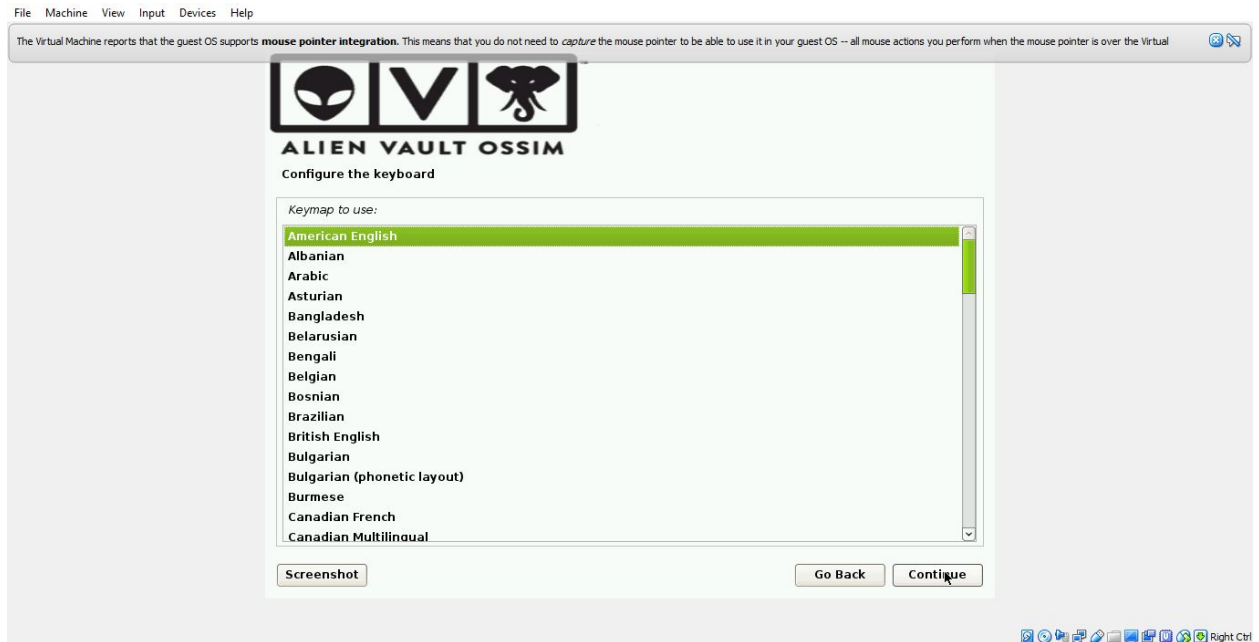 File Machine View Input Devices Help
The Virtual Machine reports that the guest OS supports mouse pointer integration. This means that you do not need to capture the mouse pointer to be able to use it in your guest OS -- all mouse actions you perform when the mouse pointer is over the Virtual
V
ALIEN VAULT OSSIM
Configure the keyboard
Keymap to use:
American English
Albanian
Arabic
Asturian
Bangladesh
Belarusian
Bengali
Belgian
Bosnian
Brazilian
British English
Bulgarian
Bulgarian (phonetic layout)
Burmese
Canadian French
Canadian Multilingual
Screenshot Go Back Continue
Right Ctrl